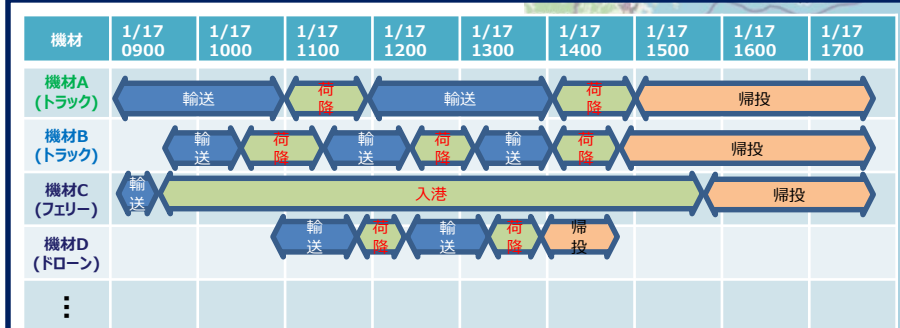 機材 1/17 0900 1/17 1000 1/17 1100 1/17 1200 1/17 1300 1/17 1400 1/17 1500 1/17 1600 1/17 1700
機材A
(トラック)
輸送 荷降 輸送 荷降 帰投
機材B
(トラック)
輸送 荷降 輸送 荷降 輸送 荷降 帰投
機材C
(フェリー)
輸送 入港 帰投
機材D
(ドローン)
輸送 荷降 輸送 荷降 帰投
⋮